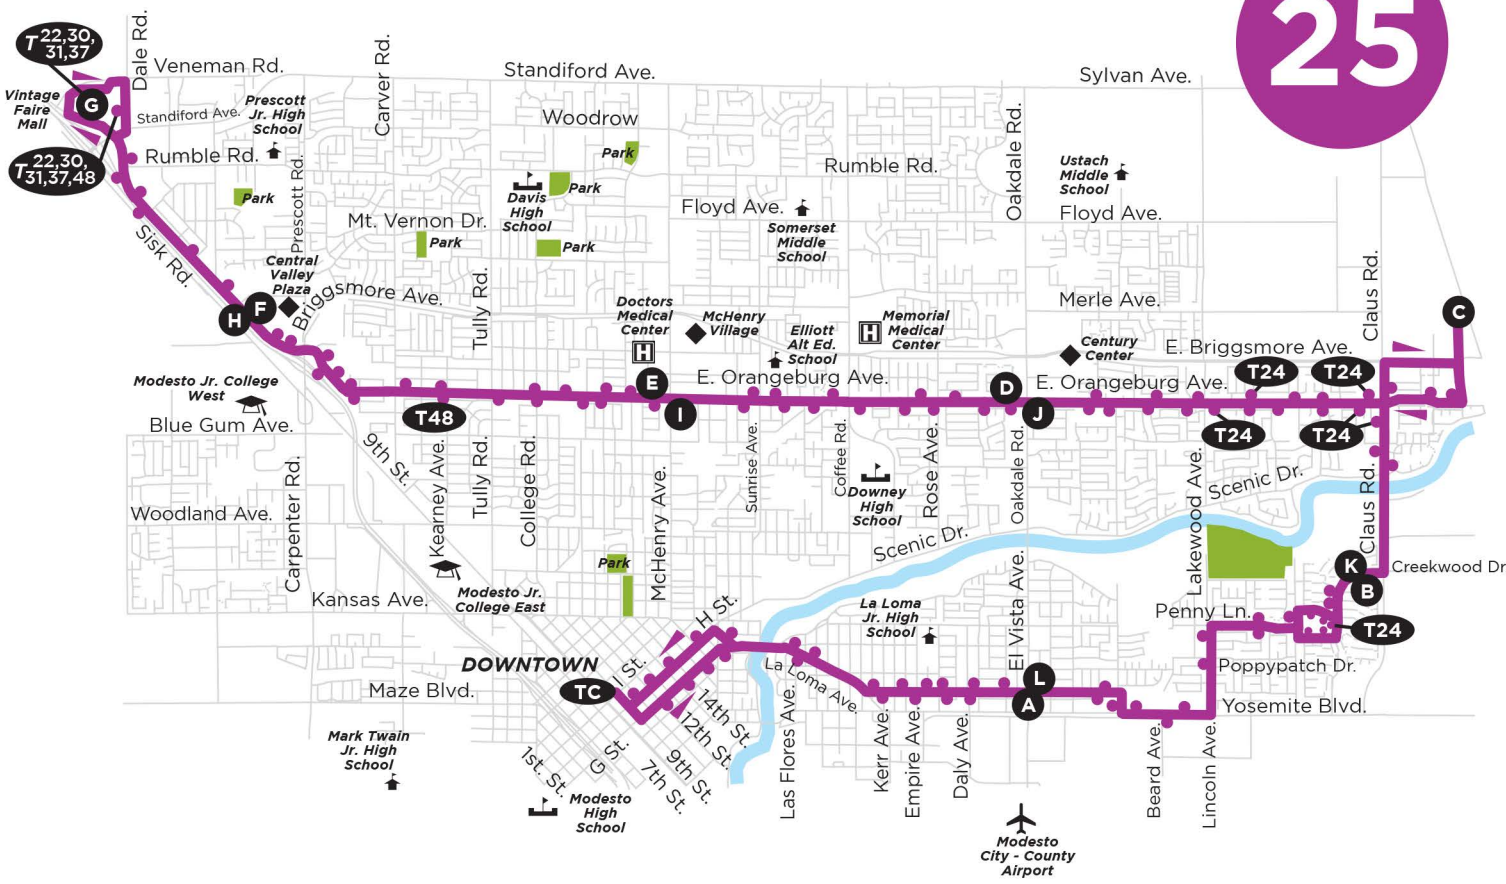 25
T 22,30,
31,37
Dale Rd.
Veneman Rd.
Carver Rd.
Standiford Ave.
Sylvan Ave.
Vintage
Faire
Mall
G
Standiford Ave.
Prescott
Jr. High
School
Woodrow
Oakdale Rd.
T 22,30,
31,37,48
Rumble Rd.
Park
Rumble Rd.
Ustach
Middle
School
Prescott Rd.
Park
Davis
High
School
Park
Mt. Vernon Dr.
Park
Park
Floyd Ave.
Somerset
Middle
School
Floyd Ave.
Sisk Rd.
Central
Valley
Plaza
Briggsmore Ave.
Tully Rd.
Claus Rd.
Merle Ave.
H
F
C
Doctors
Medical
Center
H
McHenry
Village
Elliott
Alt Ed.
School
H
Memorial
Medical
Center
Century
Center
E. Briggsmore Ave.
Modesto Jr. College
West
E
E. Orangeburg Ave.
D
E. Orangeburg Ave.
T24
T24
T48
I
J
T24
T24
Blue Gum Ave.
9th St.
Carpenter Rd.
Kearney Ave.
Tully Rd.
College Rd.
McHenry Ave.
Sunrise Ave.
Coffee Rd.
Downey
High
School
Rose Ave.
Oakdale Rd.
Lakewood Ave.
Scenic Dr.
Claus Rd.
Woodland Ave.
Scenic Dr.
Park
Modesto Jr.
College East
Kansas Ave.
H St.
La Loma
Jr. High
School
El Vista Ave.
K
B
Creekwood Dr
Penny Ln.
T24
DOWNTOWN
I St.
TC
Maze Blvd.
La Loma Ave.
L
A
Poppypatch Dr.
Yosemite Blvd.
14th St.
12th St.
9th St.
7th St.
G St.
1st. St.
Las Flores Ave.
Kerr Ave.
Empire Ave.
Daly Ave.
Beard Ave.
Lincoln Ave.
Mark Twain
Jr. High
School
Modesto
High
School
Modesto
City - County
Airport